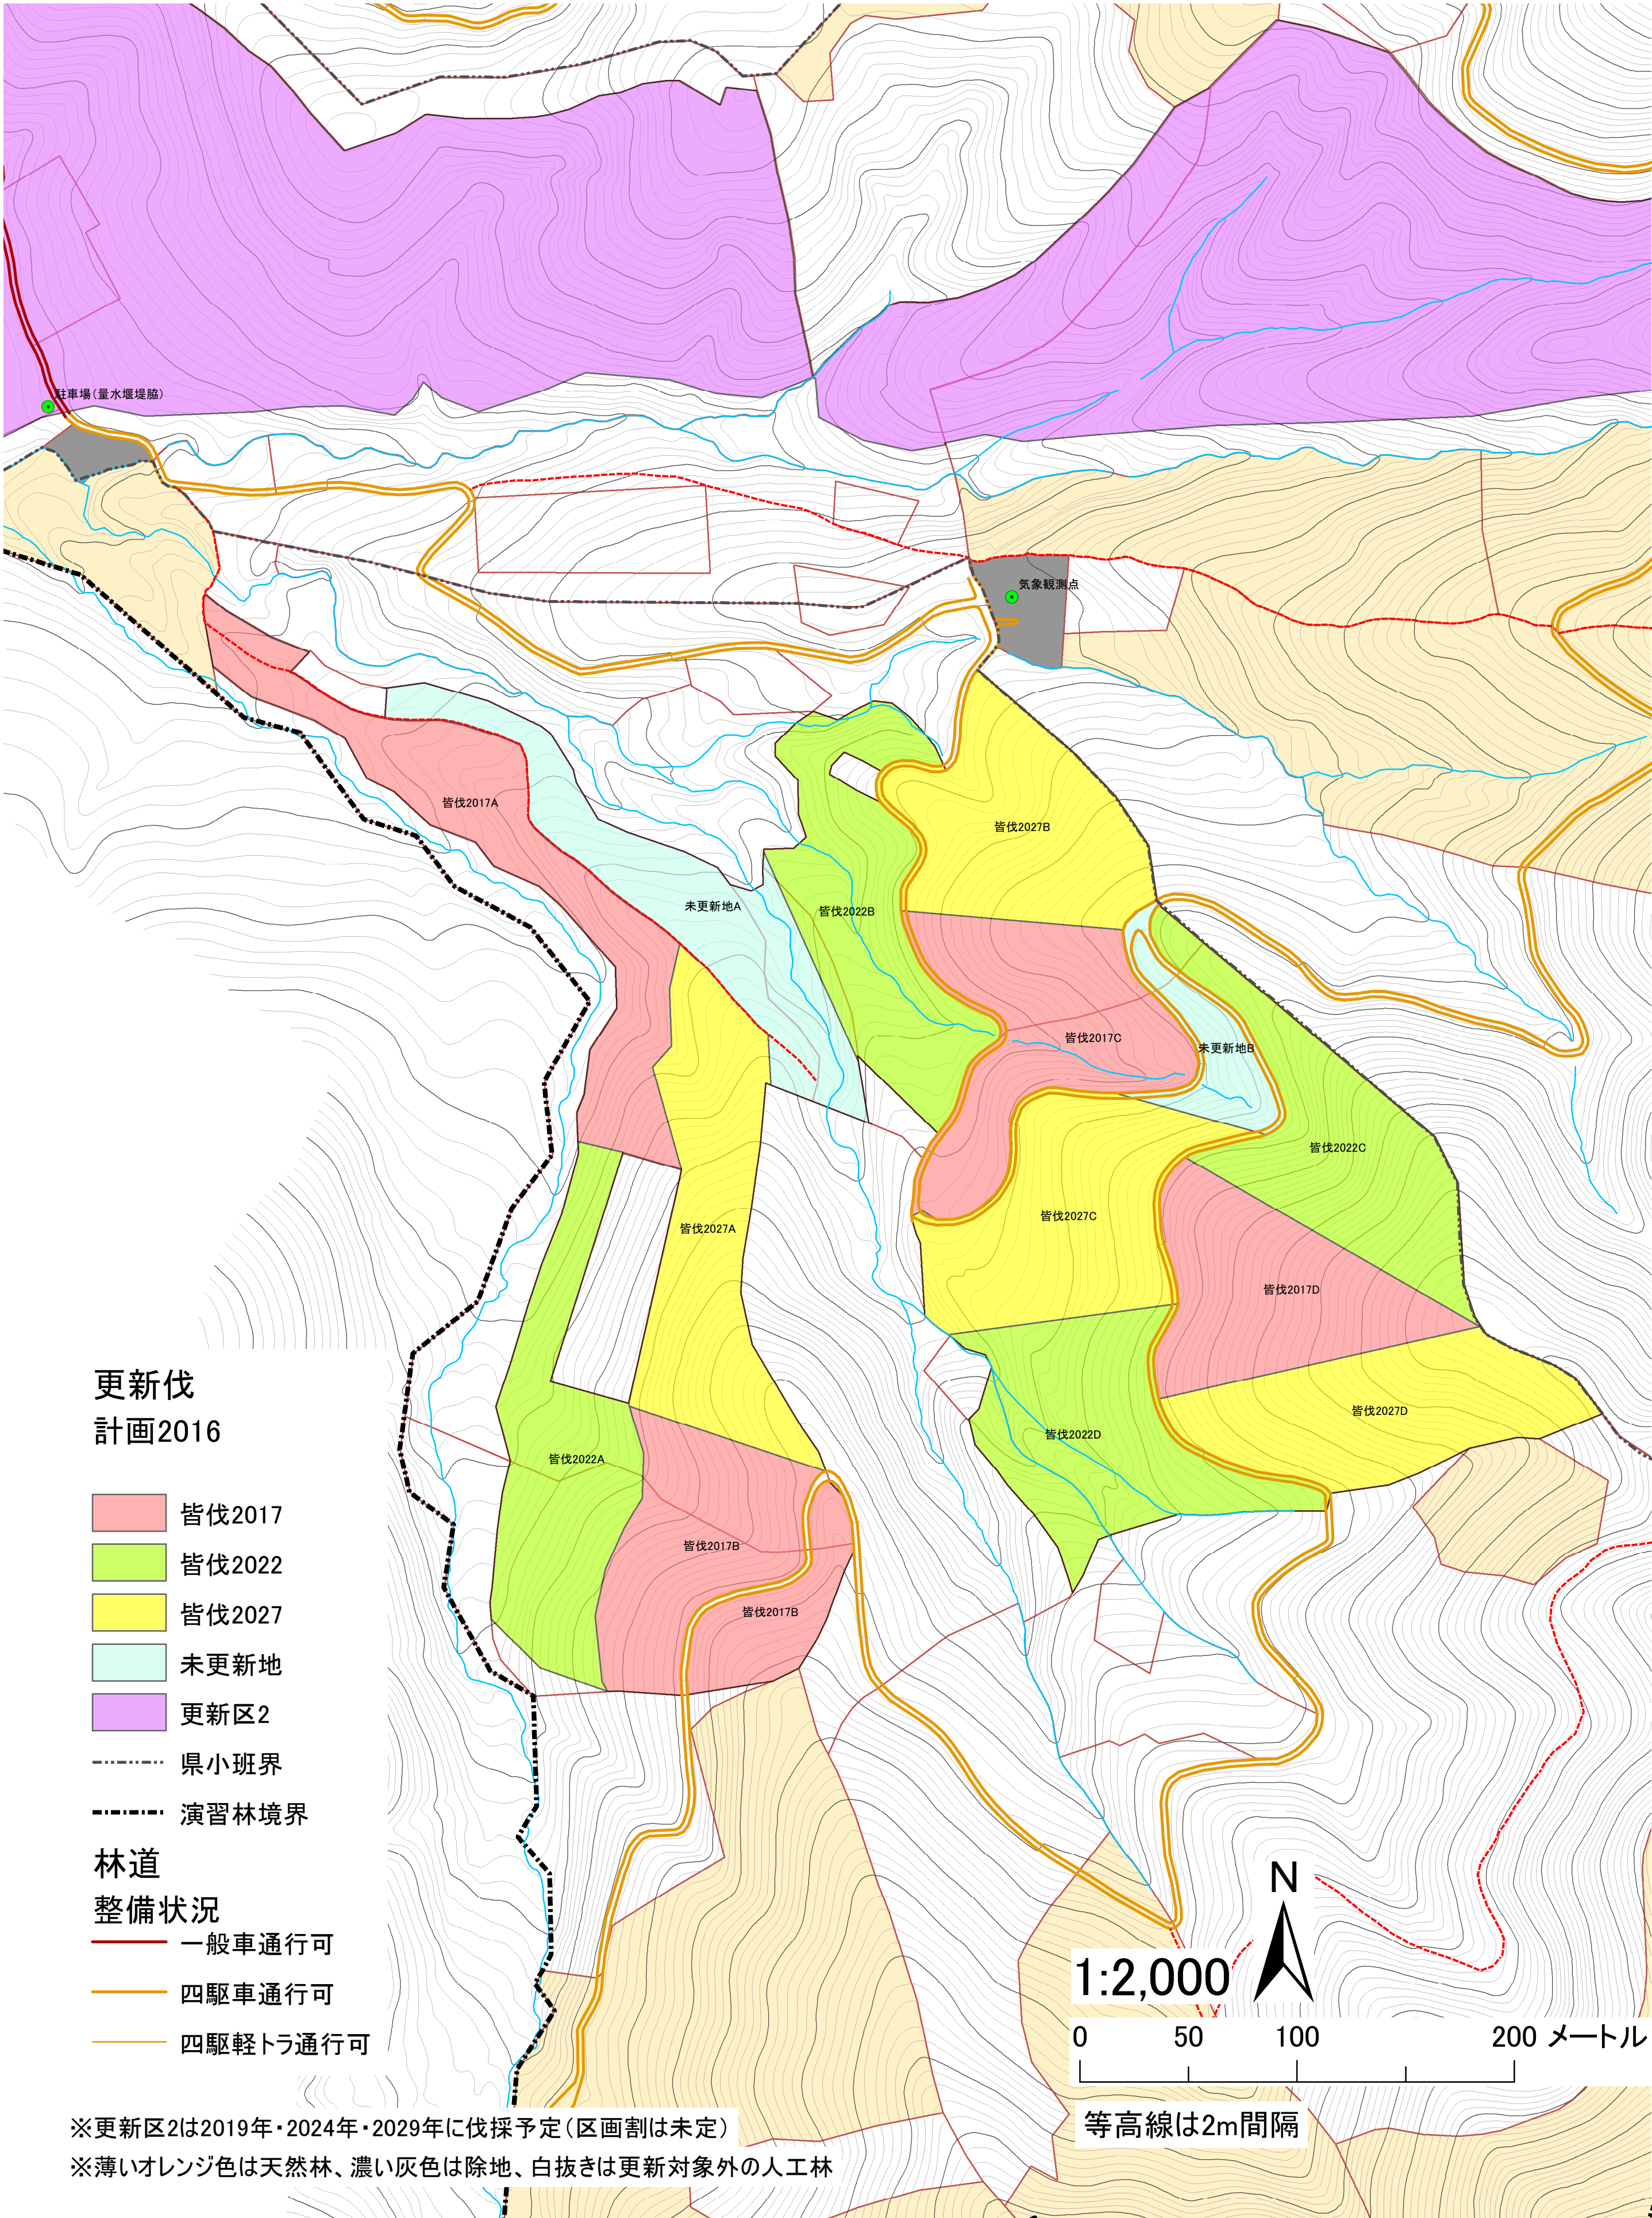 駐車場（量水堰堤脇）
気象観測点
皆伐2017A
皆伐2027B
未更新地A
皆伐2022B
皆伐2017C
未更新地B
皆伐2022C
皆伐2027C
皆伐2027A
皆伐2017D
皆伐2027D
皆伐2022D
皆伐2022A
皆伐2017B
皆伐2017B
更新伐
計画2016
皆伐2017
皆伐2022
皆伐2027
未更新地
更新区2
県小班界
演習林境界
林道
整備状況
一般車通行可
四駆車通行可
四駆軽トラ通行可
N
1:2,000
0 50 100 200 メートル
等高線は2m間隔
※更新区2は2019年・2024年・2029年に伐採予定（区画割は未定）
※薄いオレンジ色は天然林、濃い灰色は除地、白抜きは更新対象外の人工林